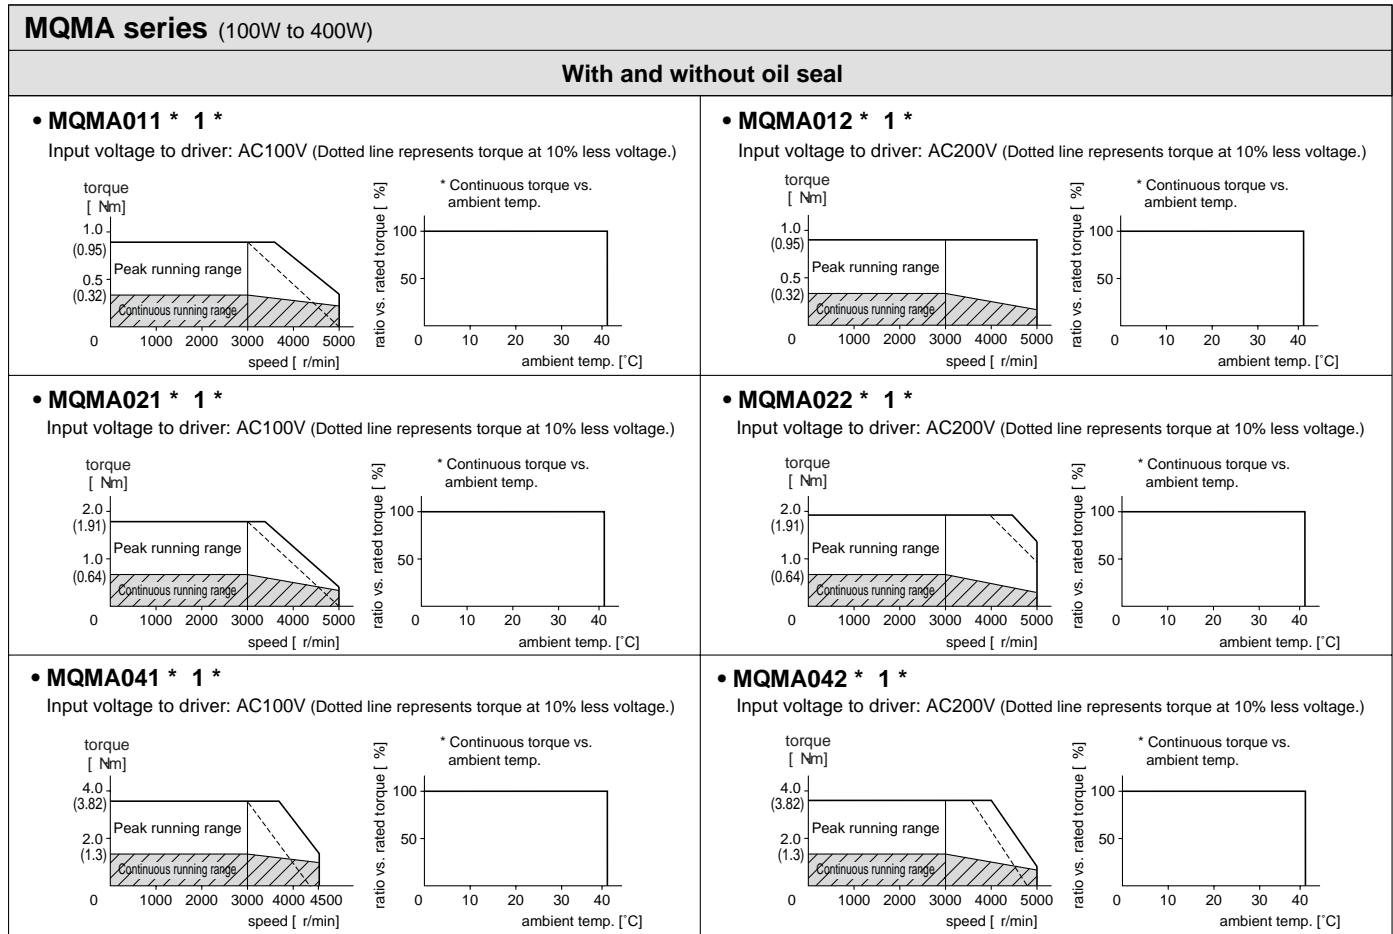 MQMA series (100W to 400W)
With and without oil seal
• MQMA011 * 1 *
Input voltage to driver: AC100V (Dotted line represents torque at 10% less voltage.)
torque
[ Nm]
1.0
(0.95)
0.5
(0.32)
Peak running range
Continuous running range
0 1000 2000 3000 4000 5000
speed [ r/min]
ratio vs. rated torque [ %]
* Continuous torque vs.
ambient temp.
100
50
0 10 20 30 40
ambient temp. [˚C]
• MQMA012 * 1 *
Input voltage to driver: AC200V (Dotted line represents torque at 10% less voltage.)
torque
[ Nm]
1.0
(0.95)
0.5
(0.32)
Peak running range
Continuous running range
0 1000 2000 3000 4000 5000
speed [ r/min]
ratio vs. rated torque [ %]
* Continuous torque vs.
ambient temp.
100
50
0 10 20 30 40
ambient temp. [˚C]
• MQMA021 * 1 *
Input voltage to driver: AC100V (Dotted line represents torque at 10% less voltage.)
torque
[ Nm]
2.0
(1.91)
1.0
(0.64)
Peak running range
Continuous running range
0 1000 2000 3000 4000 5000
speed [ r/min]
ratio vs. rated torque [ %]
* Continuous torque vs.
ambient temp.
100
50
0 10 20 30 40
ambient temp. [˚C]
• MQMA022 * 1 *
Input voltage to driver: AC200V (Dotted line represents torque at 10% less voltage.)
torque
[ Nm]
2.0
(1.91)
1.0
(0.64)
Peak running range
Continuous running range
0 1000 2000 3000 4000 5000
speed [ r/min]
ratio vs. rated torque [ %]
* Continuous torque vs.
ambient temp.
100
50
0 10 20 30 40
ambient temp. [˚C]
• MQMA041 * 1 *
Input voltage to driver: AC100V (Dotted line represents torque at 10% less voltage.)
torque
[ Nm]
4.0
(3.82)
2.0
(1.3)
Peak running range
Continuous running range
0 1000 2000 3000 4000 4500
speed [ r/min]
ratio vs. rated torque [ %]
* Continuous torque vs.
ambient temp.
100
50
0 10 20 30 40
ambient temp. [˚C]
• MQMA042 * 1 *
Input voltage to driver: AC200V (Dotted line represents torque at 10% less voltage.)
torque
[ Nm]
4.0
(3.82)
2.0
(1.3)
Peak running range
Continuous running range
0 1000 2000 3000 4000 5000
speed [ r/min]
ratio vs. rated torque [ %]
* Continuous torque vs.
ambient temp.
100
50
0 10 20 30 40
ambient temp. [˚C]